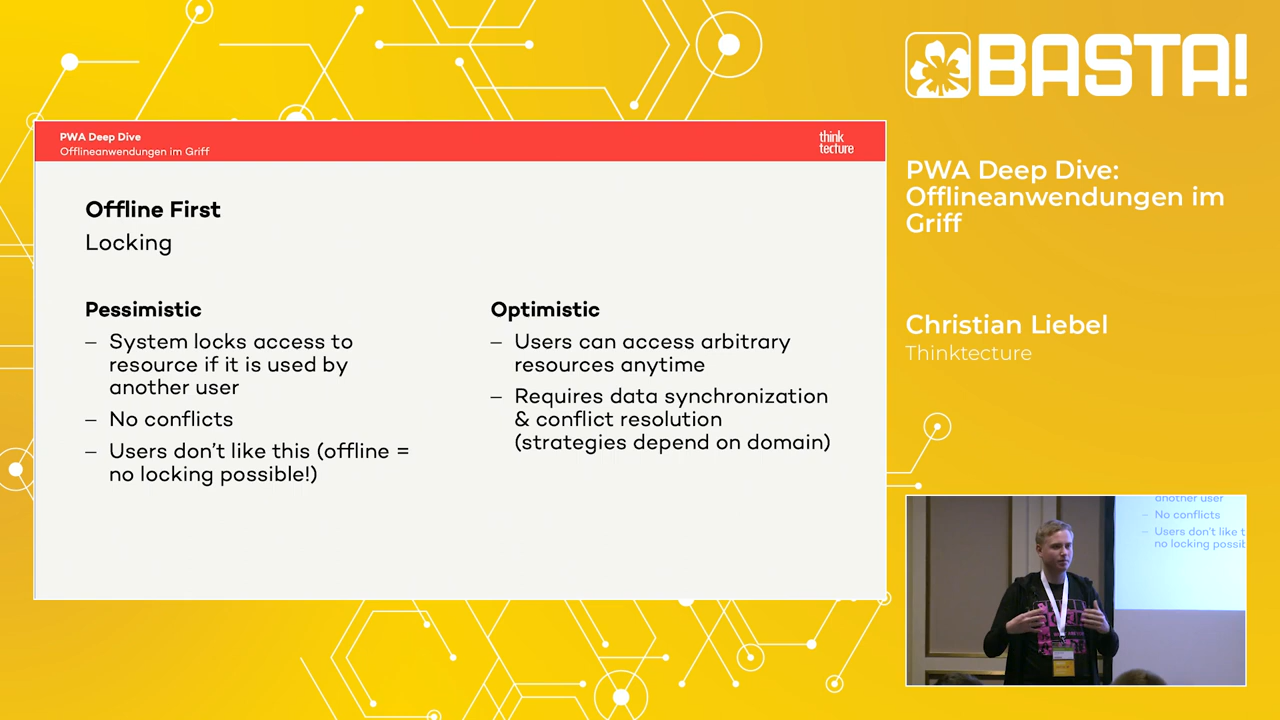 BASTA!
PWA Deep Dive
Offlineanwendungen im Griff
think
tecture
Offline First
Locking
Pessimistic
– System locks access to
resource if it is used by
another user
– No conflicts
– Users don’t like this (offline =
no locking possible!)
Optimistic
– Users can access arbitrary
resources anytime
– Requires data synchronization
& conflict resolution
(strategies depend on domain)
PWA Deep Dive:
Offlineanwendungen im
Griff
Christian Liebel
Thinktecture
another user
– No conflicts
– Users don’t like t
no locking possib